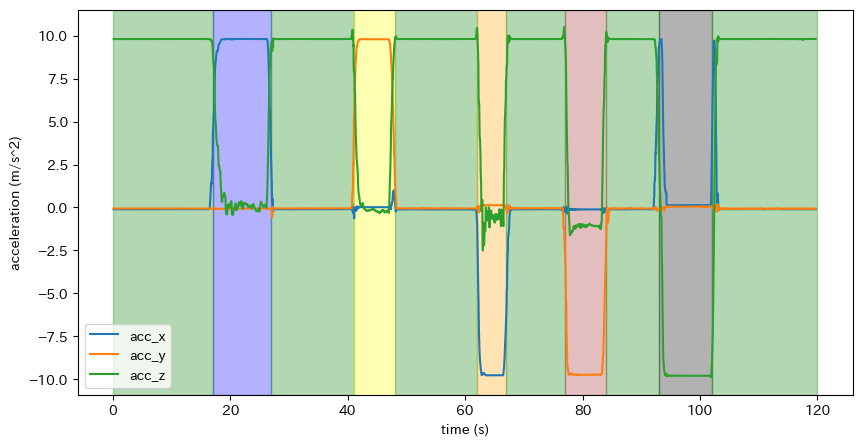 10.0
7.5
5.0
2.5
0.0
−2.5
−5.0
−7.5
−10.0
acceleration (m/s^2)
acc_x
acc_y
acc_z
0 20 40 60 80 100 120
time (s)